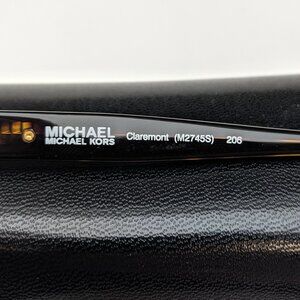 MICHAEL
MICHAEL KORS
Claremont (M2745S) 206